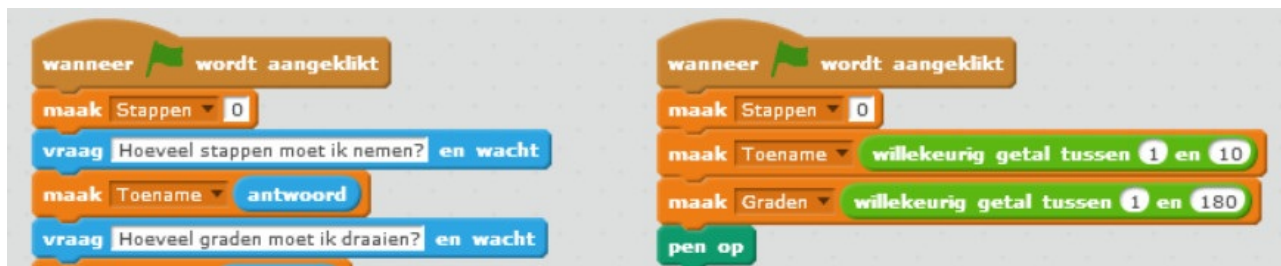 wanneer wordt aangeklikt
maak Stappen 0
vraag Hoeveel stappen moet ik nemen? en wacht
maak Toename antwoord
vraag Hoeveel graden moet ik draaien? en wacht
wanneer wordt aangeklikt
maak Stappen 0
maak Toename willekeurig getal tussen 1 en 10
maak Graden willekeurig getal tussen 1 en 180
pen op